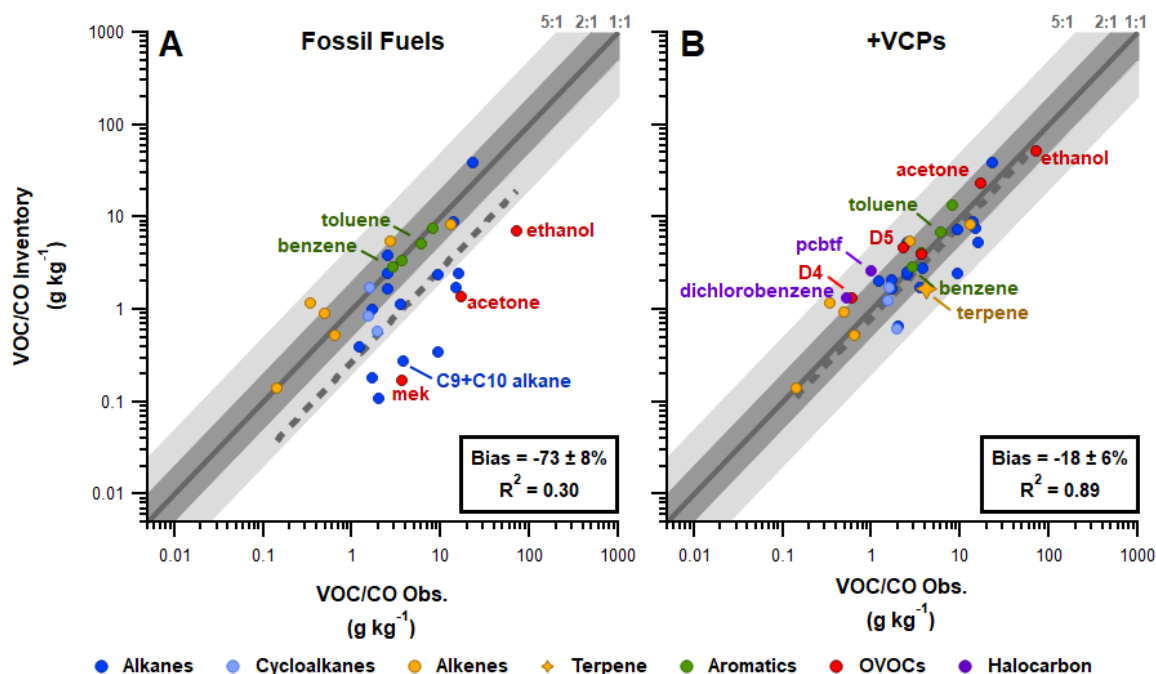 5:1 2:1 1:1
A
Fossil Fuels
1000
100
10
1
0.1
0.01
VOC/CO Inventory
(g kg-1)
toluene
benzene
ethanol
acetone
C9+C10 alkane
mek
Bias = -73 ± 8%
R2 = 0.30
0.01 0.1 1 10 100 1000
VOC/CO Obs.
(g kg-1)
5:1 2:1 1:1
B
+VCPs
acetone
ethanol
toluene
D5
pcbtf
D4
dichlorobenzene
benzene
terpene
Bias = -18 ± 6%
R2 = 0.89
0.01 0.1 1 10 100 1000
VOC/CO Obs.
(g kg-1)
Alkanes Cycloalkanes Alkenes Terpene Aromatics OVOCs Halocarbon